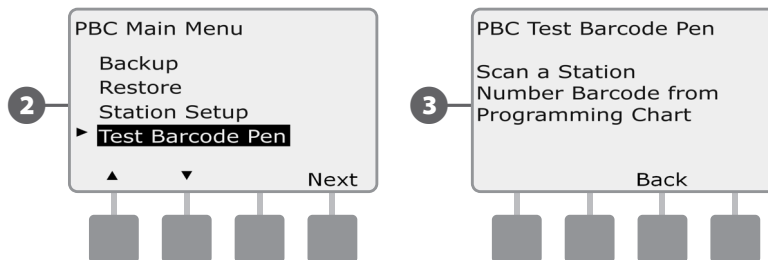 2
PBC Main Menu
Backup
Restore
Station Setup
► Test Barcode Pen
▲ ▼ Next
3
PBC Test Barcode Pen
Scan a Station
Number Barcode from
Programming Chart
Back